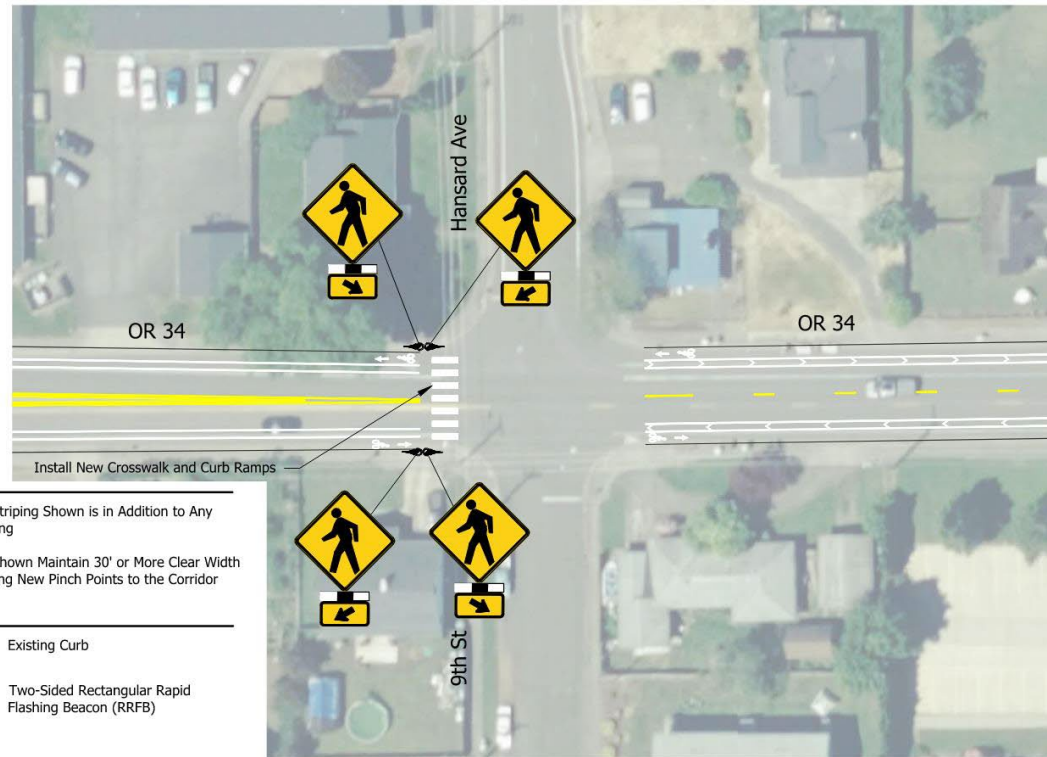 Hansard Ave
OR 34
OR 34
Install New Crosswalk and Curb Ramps
triping Shown is in Addition to Any
ng
hown Maintain 30' or More Clear Width
ng New Pinch Points to the Corridor
Existing Curb
Two-Sided Rectangular Rapid
Flashing Beacon (RRFB)
9th St